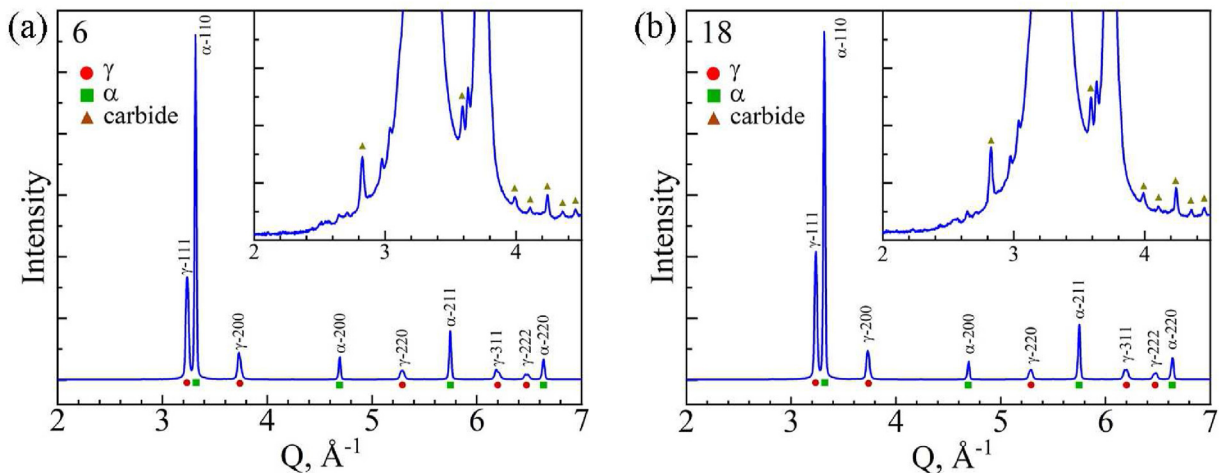 (a)
6
γ
α
carbide
Intensity
γ-111
α-110
γ-200
α-200
γ-220
α-211
γ-311
γ-222
α-220
2 3 4
2 3 4 5 6 7
Q, Å⁻¹
(b)
18
γ
α
carbide
Intensity
γ-111
α-110
γ-200
α-200
γ-220
α-211
γ-311
γ-222
α-220
2 3 4
2 3 4 5 6 7
Q, Å⁻¹